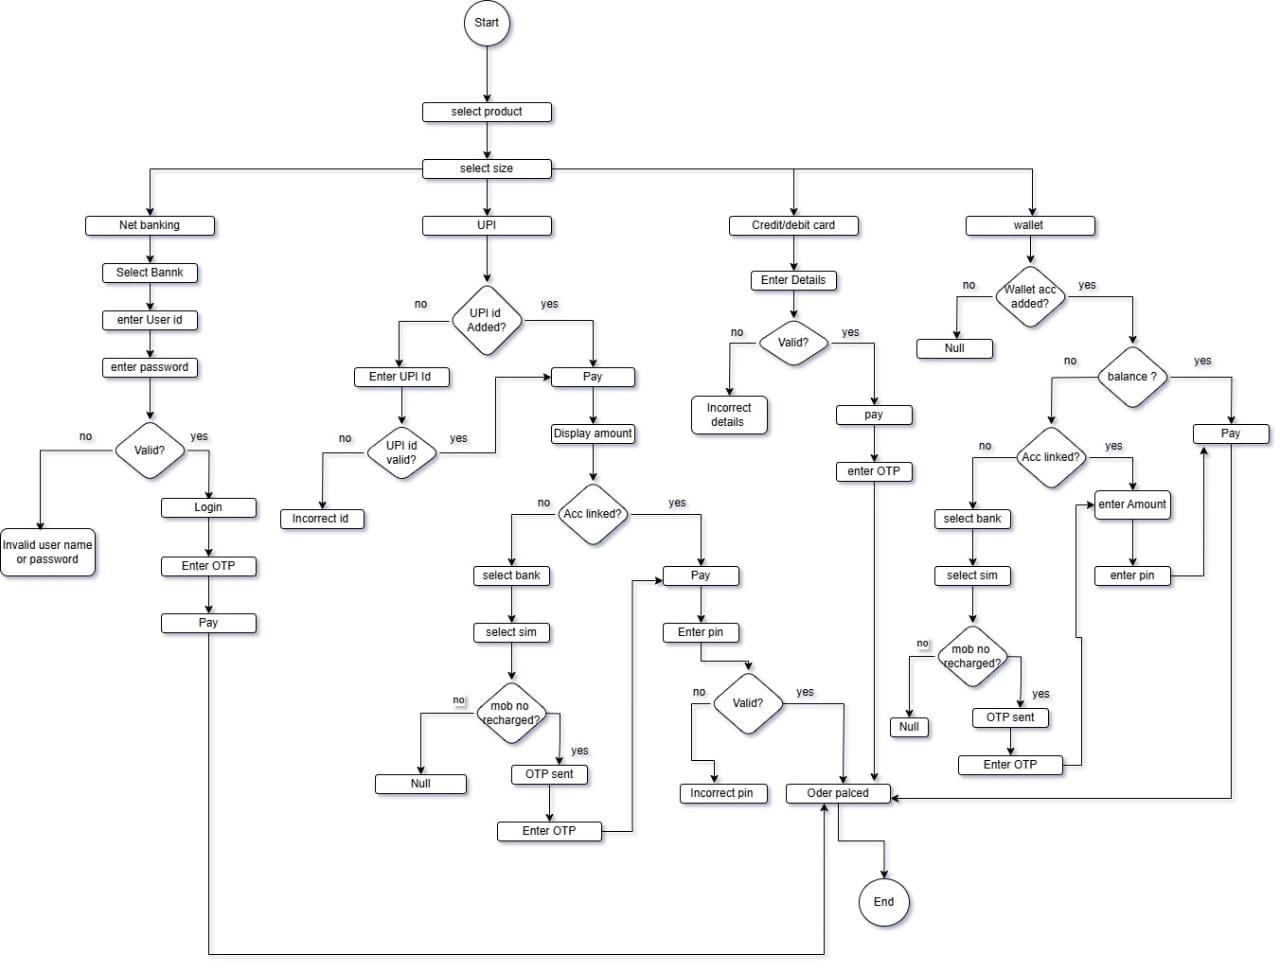 Start
select product
select size
Net banking
UPI
Credit/debit card
wallet
Select Bannk
enter User id
enter password
no
Valid?
yes
Login
Invalid user name
or password
Enter OTP
Pay
no
UPI id
Added?
yes
Enter UPI Id
Pay
no
UPI id
valid?
yes
Display amount
Incorrect id
no
Acc linked?
yes
select bank
Pay
select sim
Enter pin
no
mob no
recharged?
yes
Null
OTP sent
Enter OTP
no
Valid?
yes
Incorrect pin
Oder palced
End
Enter Details
no
Valid?
yes
Incorrect
details
pay
enter OTP
no
Wallet acc
added?
yes
Null
no
balance ?
yes
Pay
no
Acc linked?
yes
select bank
enter Amount
select sim
enter pin
no
mob no
recharged?
yes
Null
OTP sent
Enter OTP